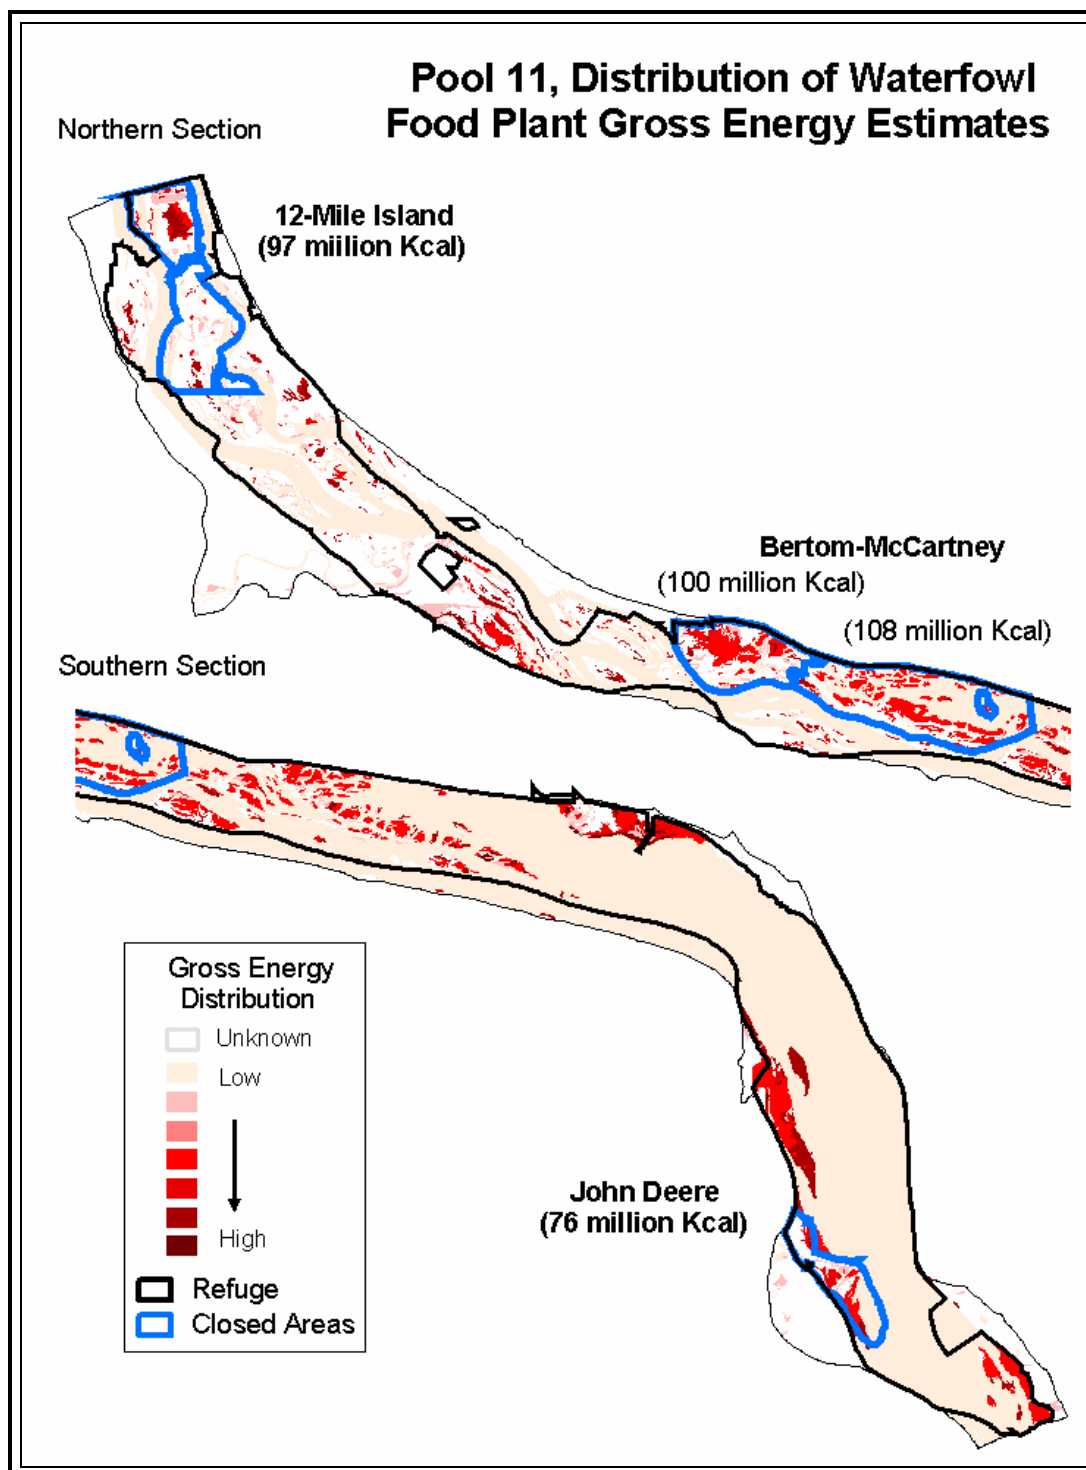 Pool 11, Distribution of Waterfowl
Food Plant Gross Energy Estimates
Northern Section
12-Mile Island
(97 miilion Kcal)
Bertom-McCartney
(100 million Kcal)
(108 million Kcal)
Southern Section
Gross Energy
Distribution
Unknown
Low
High
Refuge
Closed Areas
John Deere
(76 million Kcal)